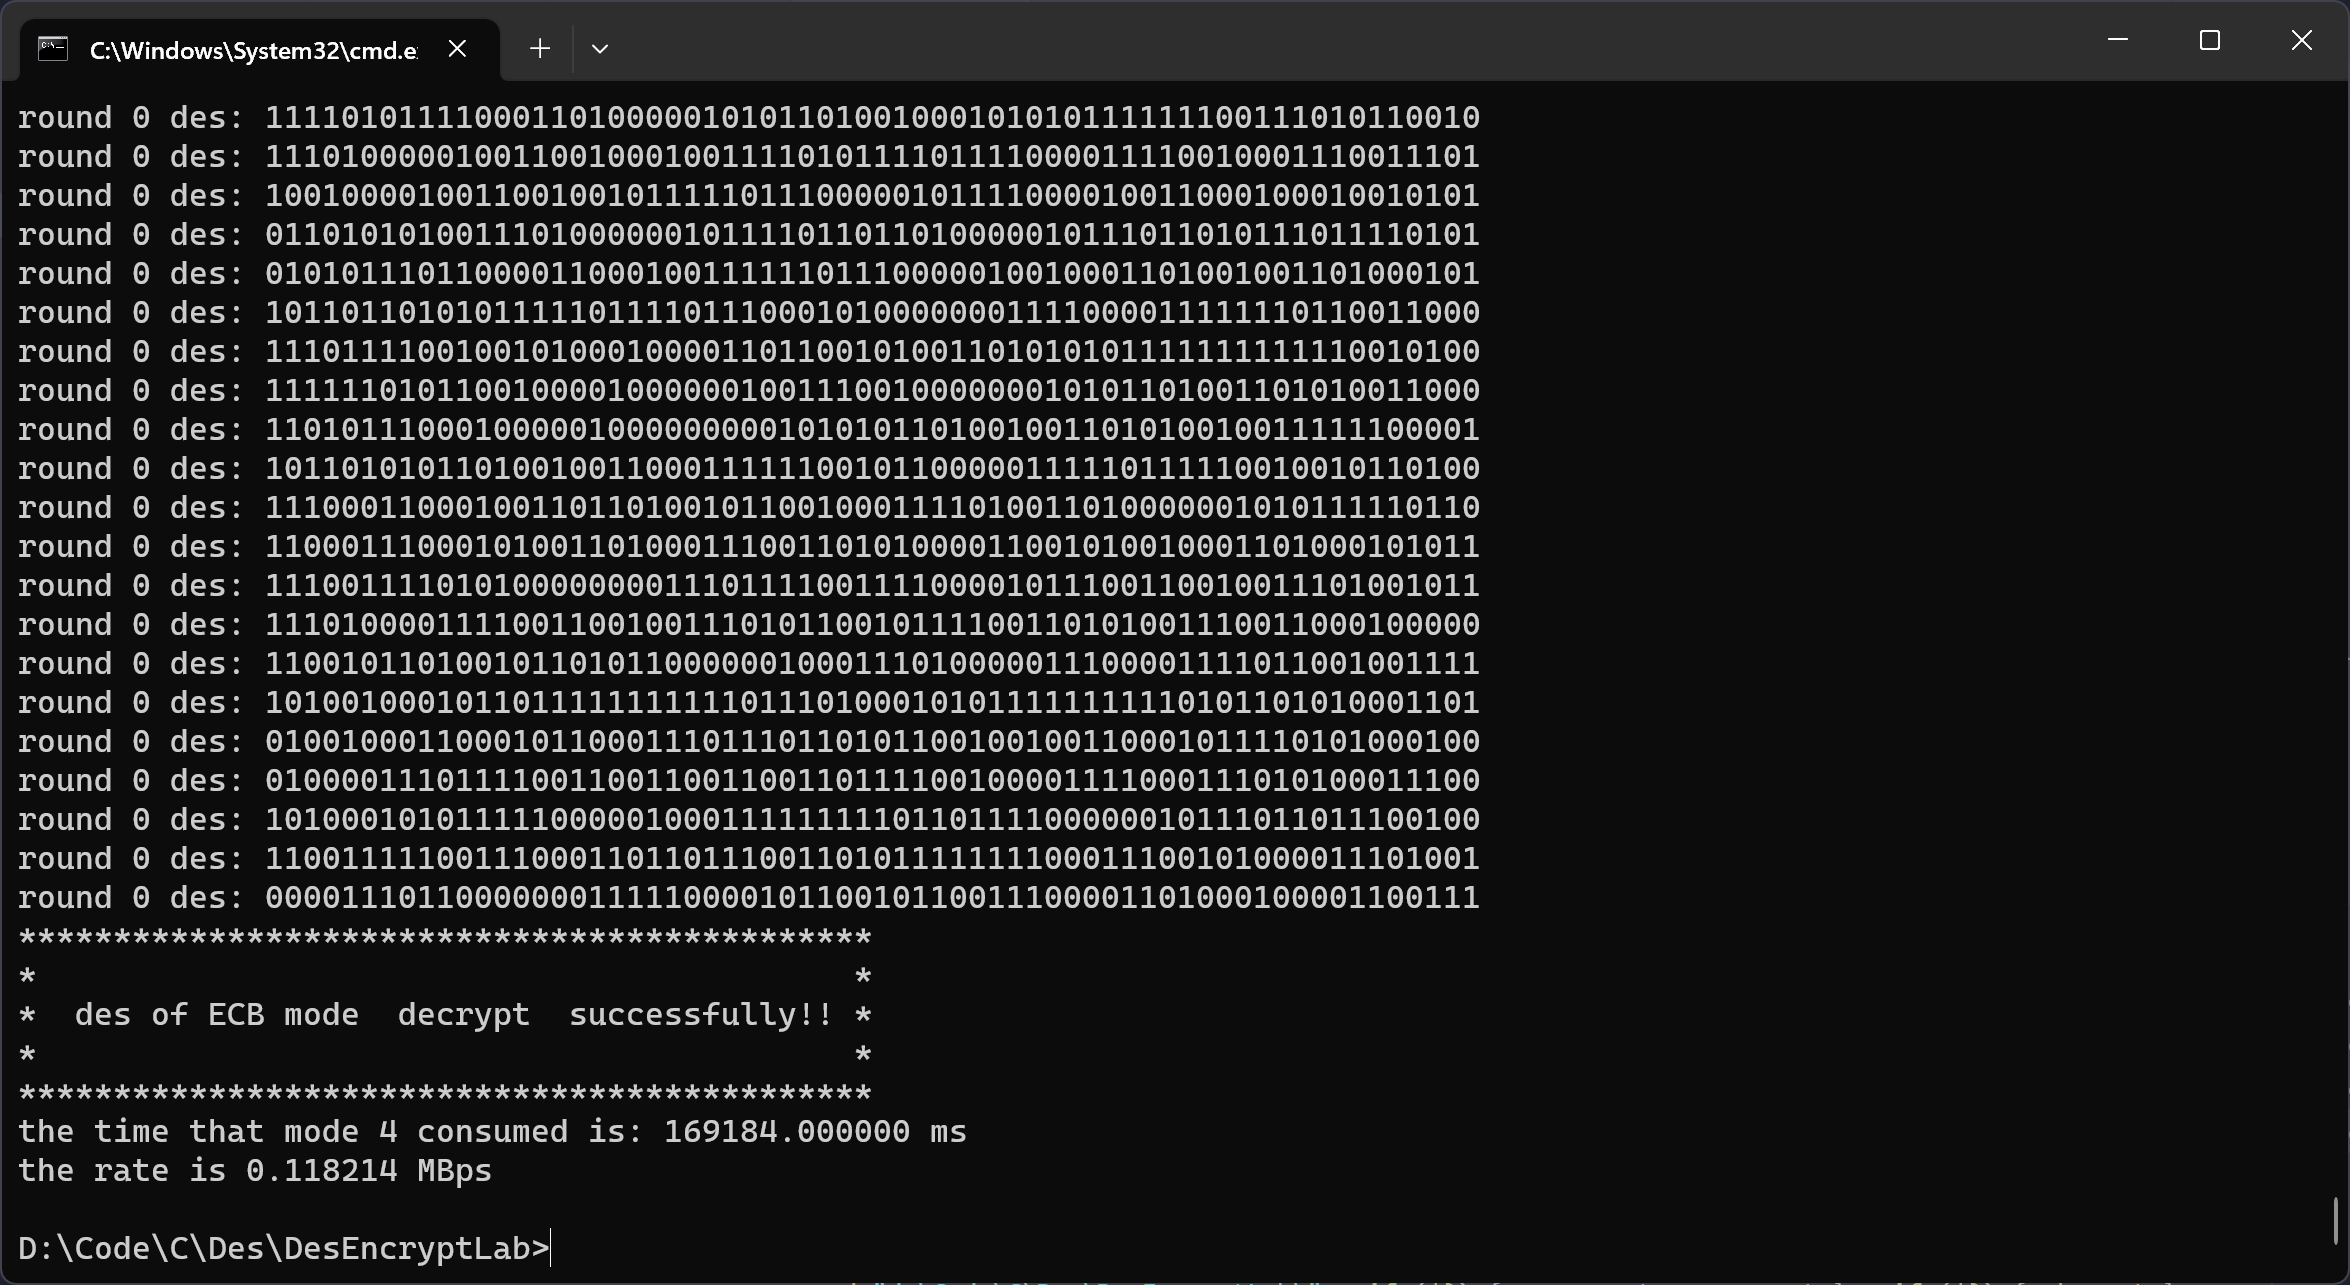 C:\Windows\System32\cmd.e
round 0 des: 1111010111100011010000010101101001000101010111111100111010110010
round 0 des: 1110100000100110010001001111101011110111100001111001000111​0011101
round 0 des: 1001000010011001001011111011100000101111000010011000100010010101
round 0 des: 0110101010011101000000101111011011010000010111011010111011110101
round 0 des: 0101011101100001100010011111101110000010010001101001001101000101
round 0 des: 1011011010101111101111011100010100000001111000011111110110011000
round 0 des: 1110111100100101000100001101100101001101010101111111111110010100
round 0 des: 1111110101100100001000000100111001000000010101101001101010011000
round 0 des: 1101011100010000010000000001010101101001001101010010011111100001
round 0 des: 1011010101101001001100011111100101100000111110111110010010110100
round 0 des: 1110001100010011011010010110010001111010011010000001010111110110
round 0 des: 1100011100010100110100011100110101000011001010010001101000101011
round 0 des: 1110011110101000000001110111100111100001011100110010011101001011
round 0 des: 1110100001111001100100111010110010111100110101001110011000100000
round 0 des: 1100101101001011010110000001000111010000011100001111011001001111
round 0 des: 1010010001011011111111111011101000101011111111110101101010001101
round 0 des: 0100100011000101100011101110110101100100100110001011110101000100
round 0 des: 0100001110111100110011001100110111100100001111000111010100011100
round 0 des: 1010001010111110000010001111111110110111100000010111011011100100
round 0 des: 1100111110011100011011011100110101111111100011100101000011101001
round 0 des: 0000111011000000011111000010110010110011100001101000100001100111
*********************************************
* *
* des of ECB mode decrypt successfully!! *
* *
*********************************************
the time that mode 4 consumed is: 169184.000000 ms
the rate is 0.118214 MBps
D:\Code\C\Des\DesEncryptLab>